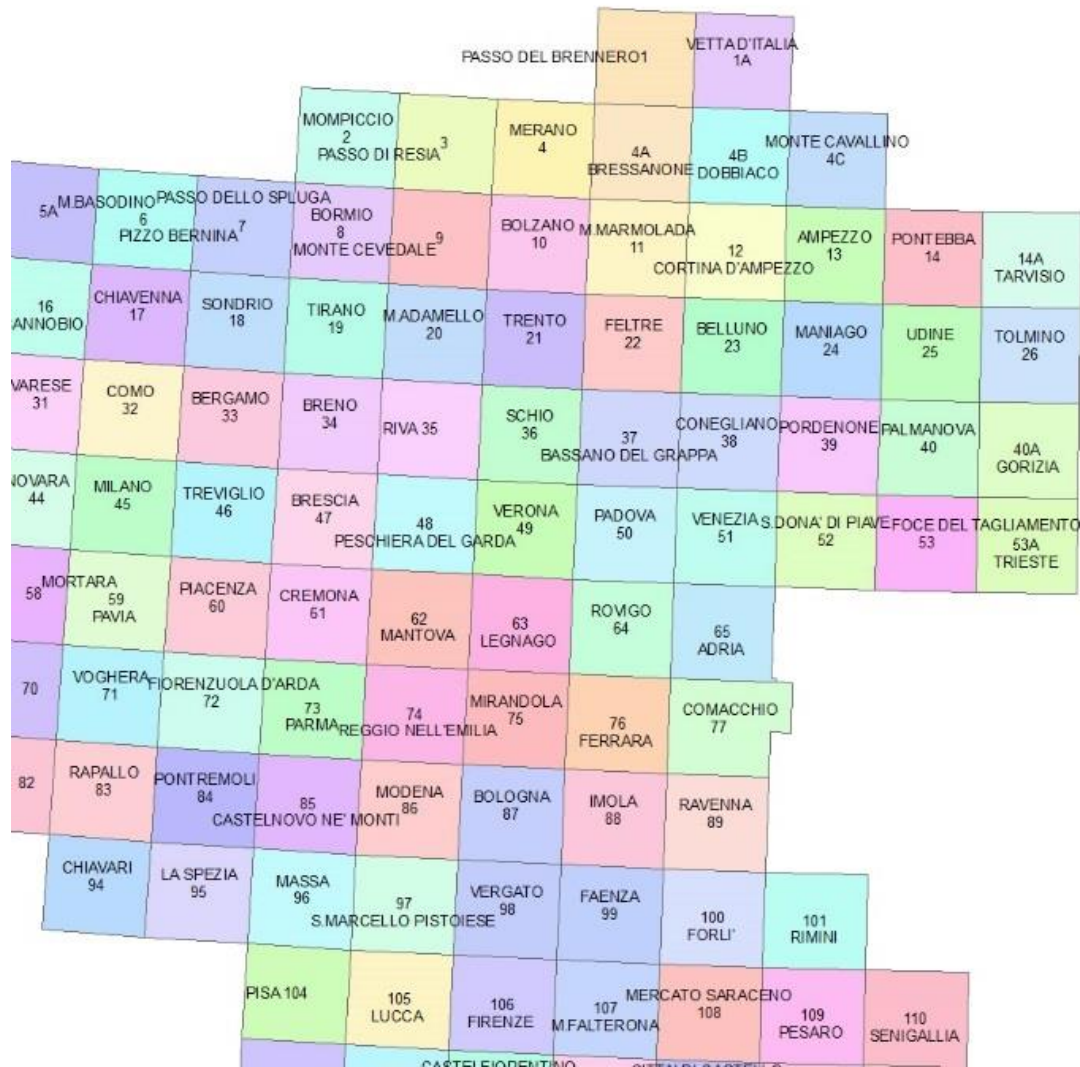 PASSO DEL BRENNERO1
VETTA D'ITALIA
1A
MOMPICCIO
2
PASSO DI RESIA
3
MERANO
4
4A
BRESSANONE
4B
DOBBIACO
MONTE CAVALLINO
4C
5A
M.BASODINO
6
PIZZO BERNINA
PASSO DELLO SPLUGA
7
BORMIO
8
MONTE CEVEDALE
9
BOLZANO
10
M.MARMOLADA
11
12
CORTINA D'AMPEZZO
AMPEZZO
13
PONTEBBA
14
14A
TARVISIO
16
ANNOBIO
CHIAVENNA
17
SONDRIO
18
TIRANO
19
M.ADAMELLO
20
TRENTO
21
FELTRE
22
BELLUNO
23
MANIAGO
24
UDINE
25
TOLMINO
26
VARESE
31
COMO
32
BERGAMO
33
BRENO
34
RIVA 35
SCHIO
36
37
BASSANO DEL GRAPPA
CONEGLIANO
38
PORDENONE
39
PALMANOVA
40
40A
GORIZIA
NOVARA
44
MILANO
45
TREVIGLIO
46
BRESCIA
47
48
PESCHIERA DEL GARDA
VERONA
49
PADOVA
50
VENEZIA
51
S.DONA' DI PIAVE
52
FOCE DEL TAGLIAMENTO
53
53A
TRIESTE
58
MORTARA
59
PAVIA
PIACENZA
60
CREMONA
61
62
MANTOVA
63
LEGNAGO
ROVIGO
64
65
ADRIA
70
VOGHERA
71
FIORENZUOLA D'ARDA
72
73
PARMA
74
REGGIO NELL'EMILIA
MIRANDOLA
75
76
FERRARA
COMACCHIO
77
82
RAPALLO
83
PONTREMOLI
84
85
CASTELNOVO NE' MONTI
MODENA
86
BOLOGNA
87
IMOLA
88
RAVENNA
89
CHIAVARI
94
LA SPEZIA
95
MASSA
96
97
S.MARCELLO PISTOIESE
VERGATO
98
FAENZA
99
100
FORLI'
101
RIMINI
PISA 104
105
LUCCA
106
FIRENZE
107
M.FALTERONA
MERCATO SARACENO
108
109
PESARO
110
SENIGALLIA
CASTELFIORENTINO